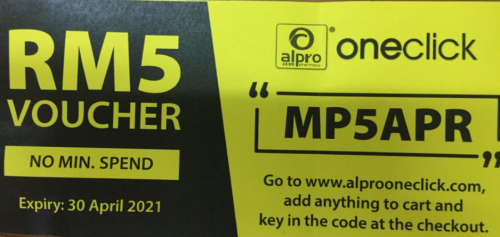 RM5
VOUCHER
NO MIN. SPEND
Expiry: 30 April 2021
alpro
oneclick
“ MP5APR ”
Go to www.alprooneclick.com,
add anything to cart and
key in the code at the checkout.